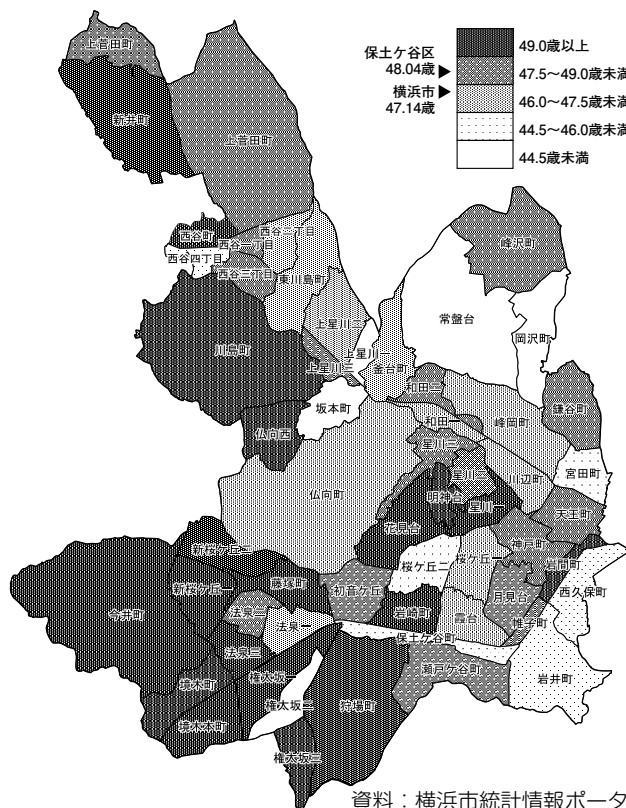 保土ケ谷区
48.04歳
横浜市
47.14歳
49.0歳以上
47.5～49.0歳未満
46.0～47.5歳未満
44.5～46.0歳未満
44.5歳未満
上菅田町
新井町
上菅田町
西谷町
西谷四丁目
西谷一丁目
西谷二丁目
西谷三丁目
東川島町
峰沢町
常盤台
岡沢町
川島町
上星川二
上星川一
上星川三
釜台町
和田二
坂本町
鎌谷町
仏向西
和田一
峰岡町
星川三
星川二
川辺町
宮田町
仏向町
明神台
星川一
花見台
天王町
神戸町
岩間町
新桜ケ丘二
桜ケ丘二
桜ケ丘一
新桜ケ丘一
藤塚町
初音ケ丘
月見台
西久保町
今井町
法泉二
法泉一
岩崎町
霞台
帷子町
保土ケ谷町
法泉三
瀬戸ケ谷町
境木町
権太坂一
岩井町
権太坂二
狩場町
境木本町
権太坂三
資料：横浜市統計情報ポータ